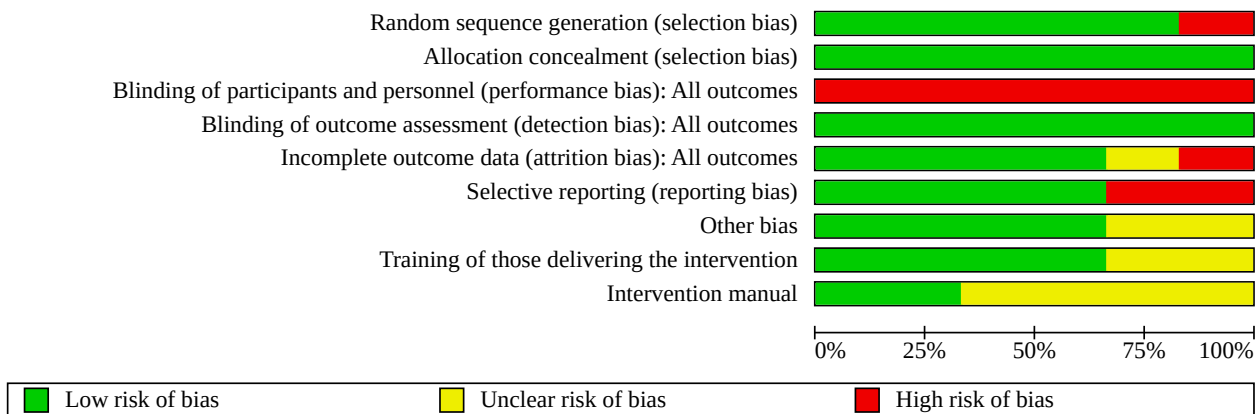 Random sequence generation (selection bias)
Allocation concealment (selection bias)
Blinding of participants and personnel (performance bias): All outcomes
Blinding of outcome assessment (detection bias): All outcomes
Incomplete outcome data (attrition bias): All outcomes
Selective reporting (reporting bias)
Other bias
Training of those delivering the intervention
Intervention manual
0% 25% 50% 75% 100%
Low risk of bias Unclear risk of bias High risk of bias